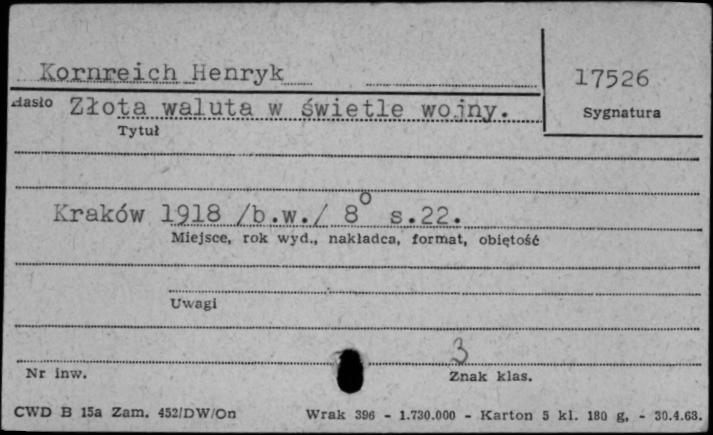 Kornreich Henryk
17526
Hasło Złota waluta w świetle wojny.
Sygnatura
Tytuł
Kraków 1918 /b.w./ 8° s.22.
Miejsce, rok wyd., nakładca, format, objętość
Uwagi
3
Nr inw.
Znak klas.
CWD B 15a Zam. 452/DW/On Wrak 396 - 1.730.000 - Karton 5 kl. 180 g, - 30.4.63.